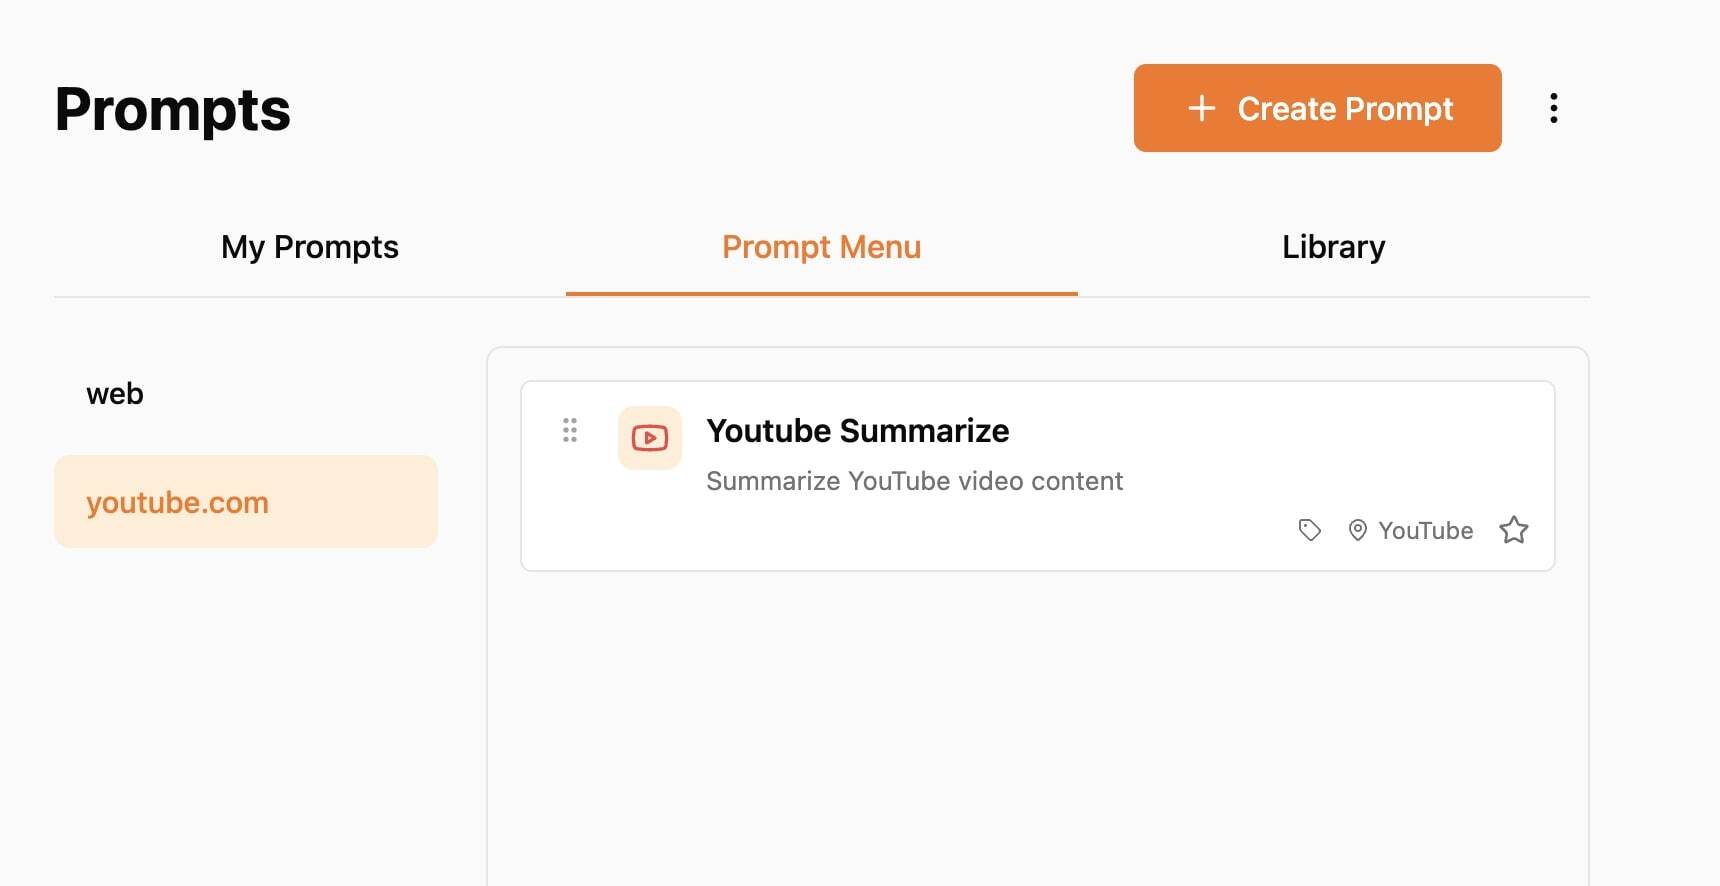 Prompts
Create Prompt
My Prompts
Prompt Menu
Library
web
youtube.com
Youtube Summarize
Summarize YouTube video content
YouTube